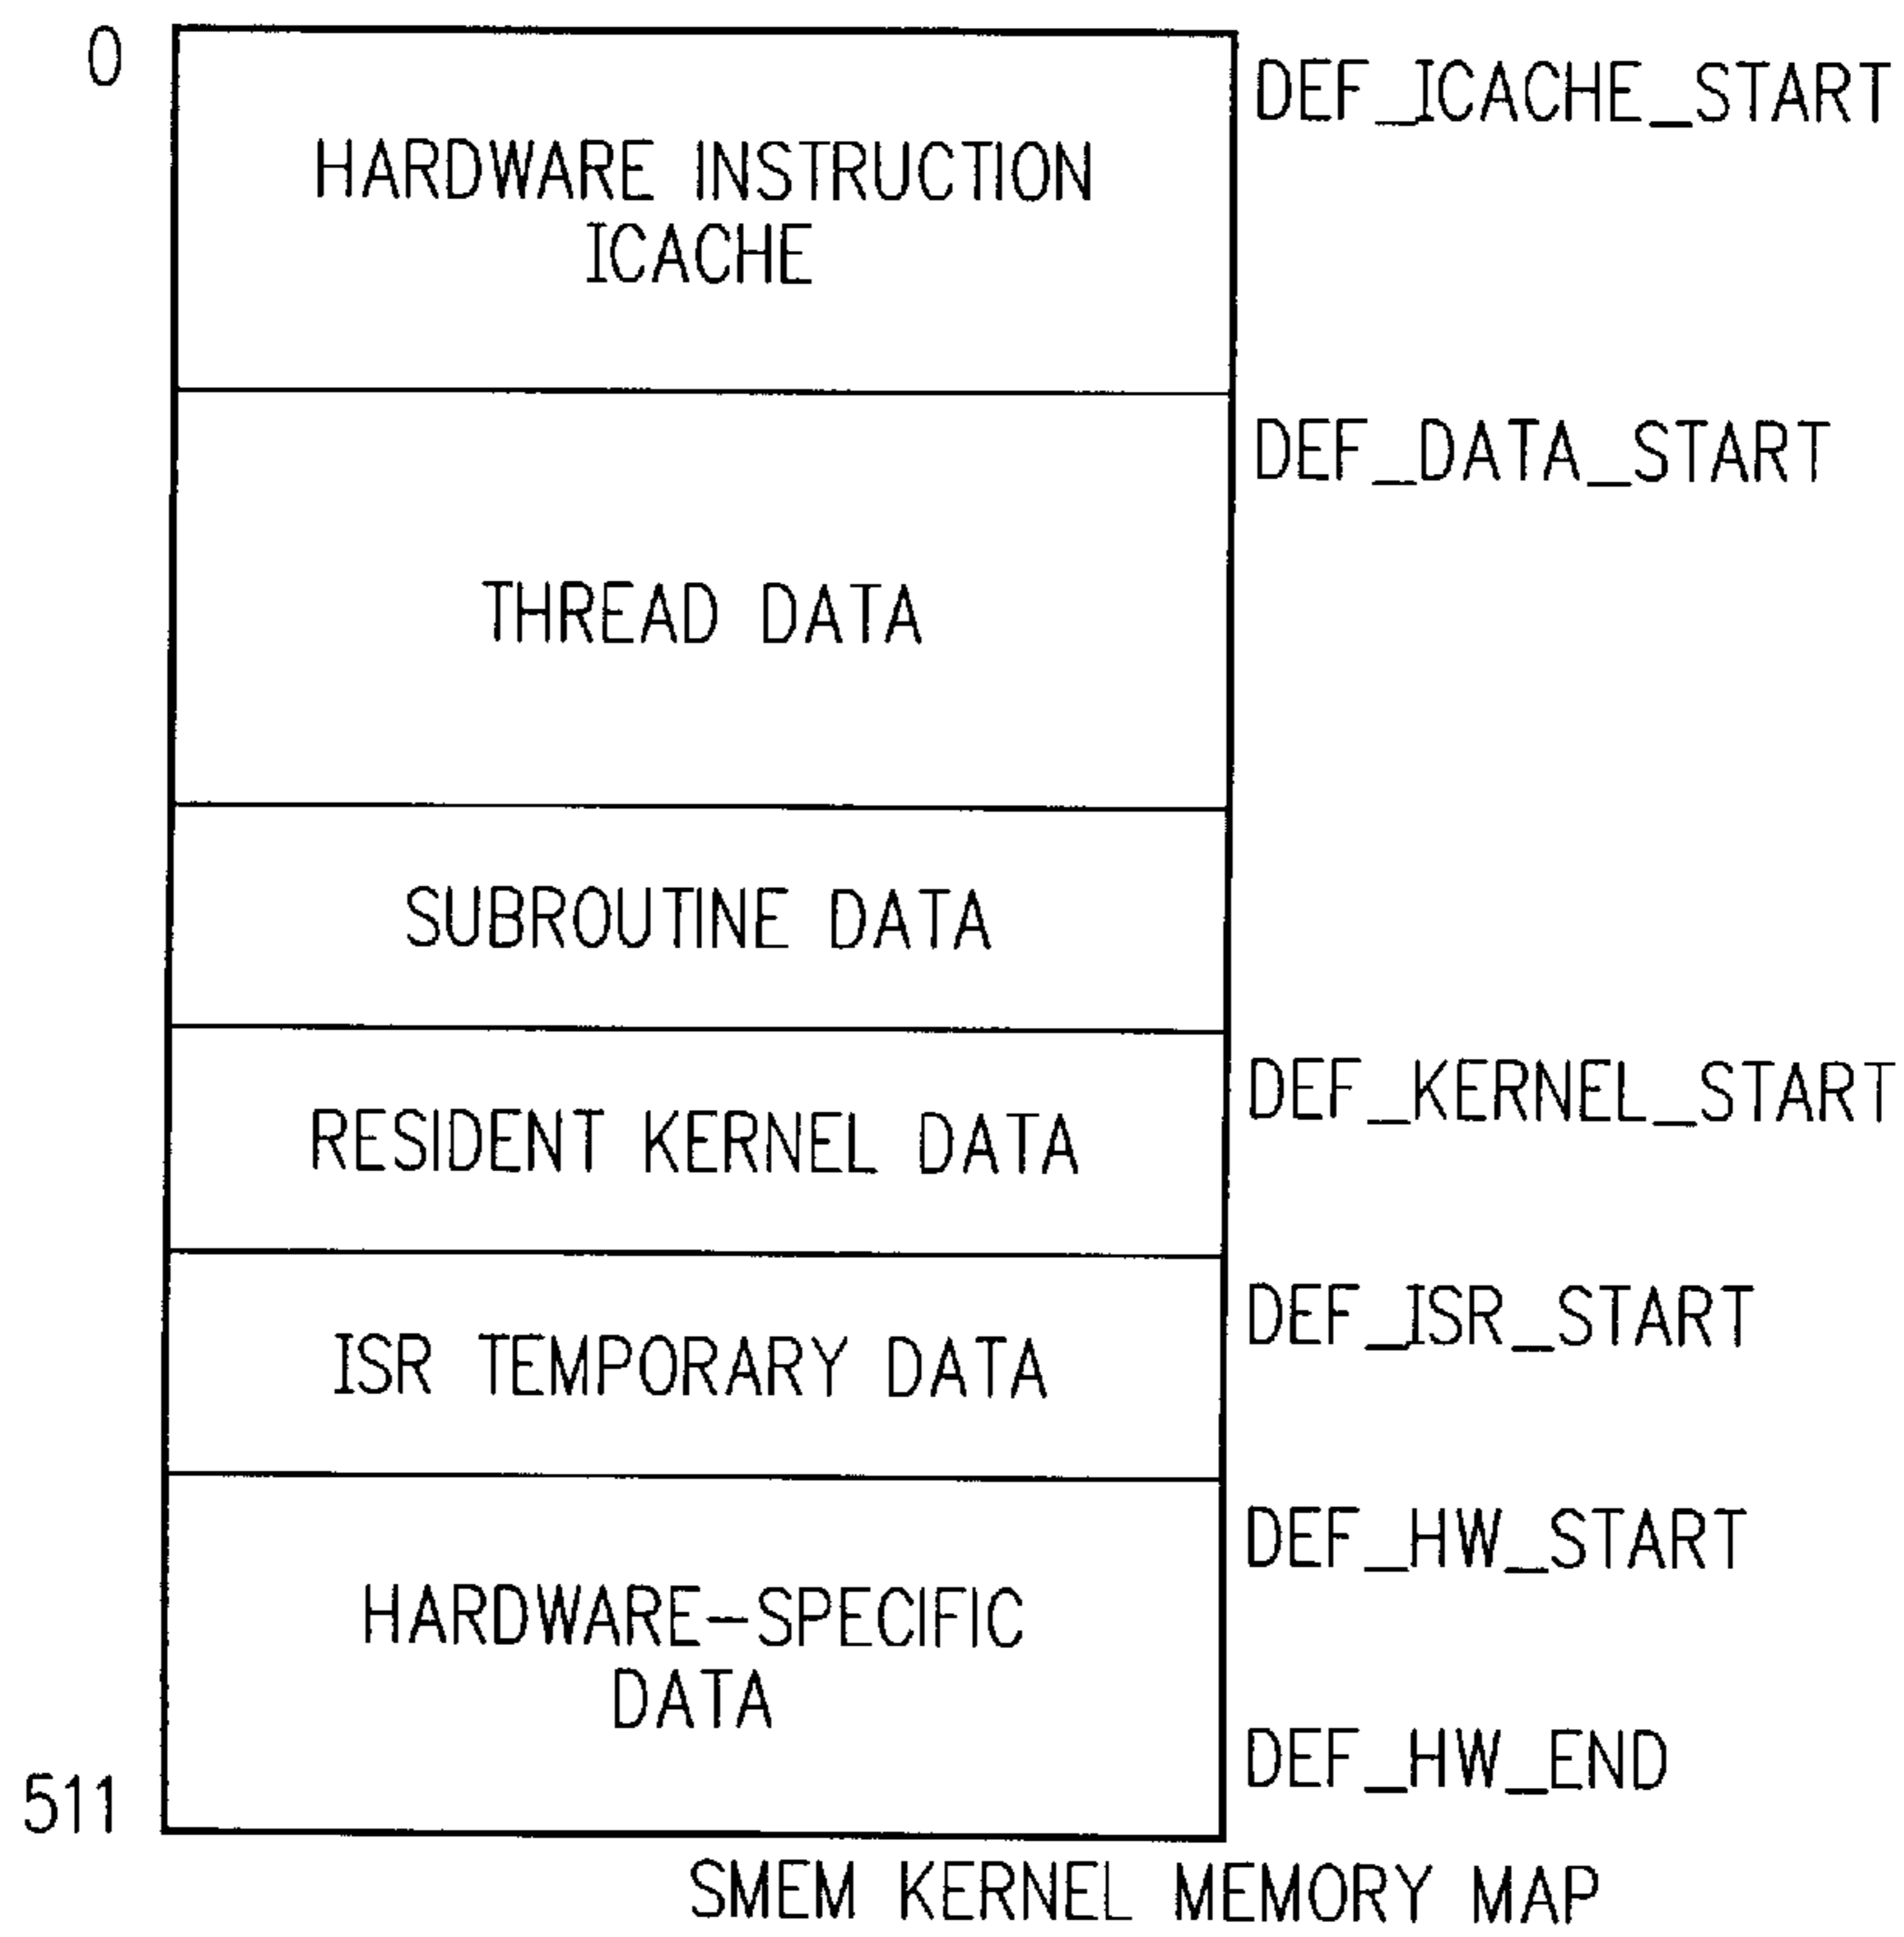 0
DEF_ICACHE_START
HARDWARE INSTRUCTION
ICACHE
DEF_DATA_START
THREAD DATA
SUBROUTINE DATA
DEF_KERNEL_START
RESIDENT KERNEL DATA
DEF_ISR_START
ISR TEMPORARY DATA
DEF_HW_START
HARDWARE-SPECIFIC
DATA
DEF_HW_END
511
SMEM KERNEL MEMORY MAP